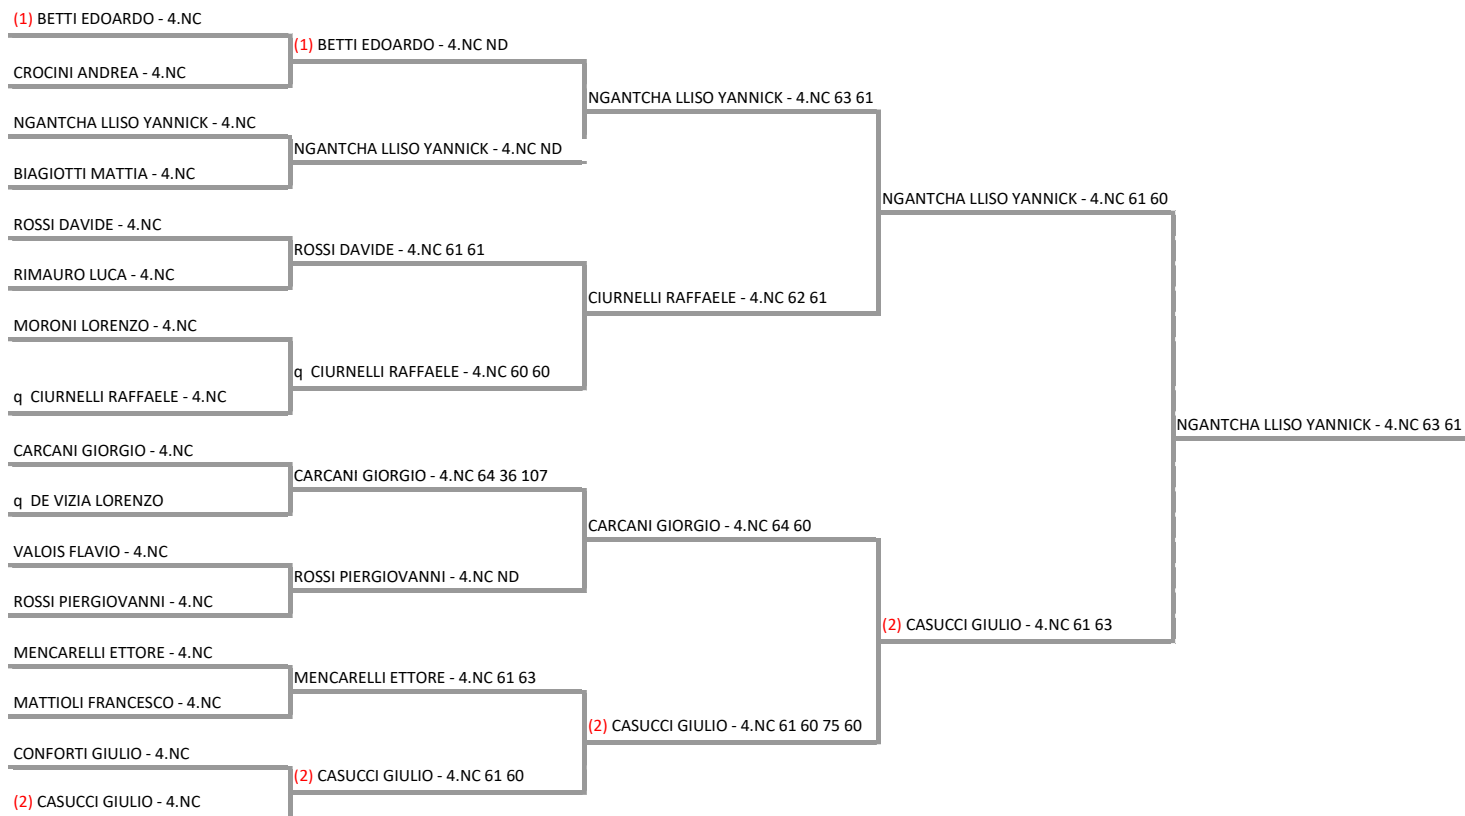 (1) BETTI EDOARDO - 4.NC
(1) BETTI EDOARDO - 4.NC ND
CROCINI ANDREA - 4.NC
NGANTCHA LLISO YANNICK - 4.NC 63 61
NGANTCHA LLISO YANNICK - 4.NC
NGANTCHA LLISO YANNICK - 4.NC ND
BIAGIOTTI MATTIA - 4.NC
NGANTCHA LLISO YANNICK - 4.NC 61 60
ROSSI DAVIDE - 4.NC
ROSSI DAVIDE - 4.NC 61 61
RIMAURO LUCA - 4.NC
CIURNELLI RAFFAELE - 4.NC 62 61
MORONI LORENZO - 4.NC
q CIURNELLI RAFFAELE - 4.NC 60 60
q CIURNELLI RAFFAELE - 4.NC
NGANTCHA LLISO YANNICK - 4.NC 63 61
CARCANI GIORGIO - 4.NC
CARCANI GIORGIO - 4.NC 64 36 107
q DE VIZIA LORENZO
CARCANI GIORGIO - 4.NC 64 60
VALOIS FLAVIO - 4.NC
ROSSI PIERGIOVANNI - 4.NC ND
ROSSI PIERGIOVANNI - 4.NC
(2) CASUCCI GIULIO - 4.NC 61 63
MENCARELLI ETTORE - 4.NC
MENCARELLI ETTORE - 4.NC 61 63
MATTIOLI FRANCESCO - 4.NC
(2) CASUCCI GIULIO - 4.NC 61 60 75 60
CONFORTI GIULIO - 4.NC
(2) CASUCCI GIULIO - 4.NC 61 60
(2) CASUCCI GIULIO - 4.NC